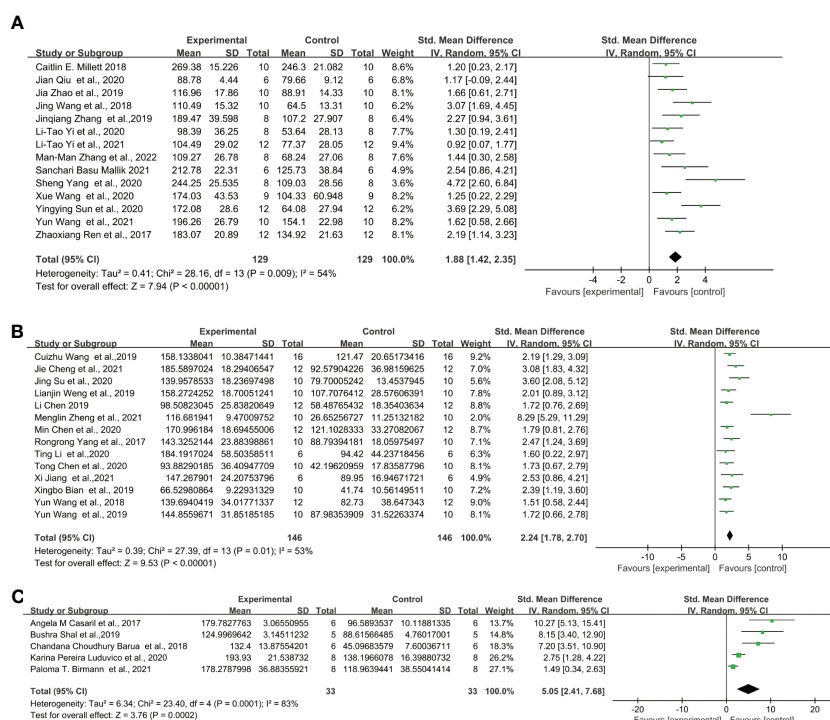 A
Experimental Control Std. Mean Difference Std. Mean Difference
Study or Subgroup Mean SD Total Mean SD Total Weight IV, Random, 95% CI IV, Random, 95% CI
Caitlin E. Millett 2018 269.38 15.226 10 246.3 21.082 10 8.6% 1.20 [0.23, 2.17]
Jian Qiu et al., 2020 88.78 4.44 6 79.66 9.12 6 6.5% 1.17 [-0.09, 2.44]
Jia Zhao et al., 2019 116.96 17.86 10 88.91 14.33 10 8.0% 1.66 [0.61, 2.71]
Jing Wang et al., 2018 110.49 15.32 10 64.5 13.31 10 5.9% 3.07 [1.69, 4.45]
Jinqiang Zhang et al.,2019 189.47 39.598 8 107.2 27.907 8 6.1% 2.27 [0.94, 3.61]
Li-Tao Yi et al., 2020 98.39 36.25 8 53.64 28.13 8 7.6% 1.30 [0.19, 2.41]
Li-Tao Yi et al., 2021 104.49 29.02 12 77.37 28.05 12 9.6% 0.92 [0.07, 1.77]
Man-Man Zhang et al., 2022 109.27 26.78 8 68.24 27.06 8 7.4% 1.44 [0.30, 2.58]
Sanchari Basu Mallik 2021 212.78 22.31 6 125.73 38.84 6 4.6% 2.54 [0.86, 4.21]
Sheng Yang et al., 2020 244.25 25.535 8 109.03 28.56 8 3.4% 4.72 [2.60, 6.84]
Xue Wang et al., 2020 174.03 43.53 9 104.33 60.948 9 8.2% 1.25 [0.22, 2.29]
Yingying Sun et al., 2020 172.08 28.6 12 64.08 27.94 12 5.8% 3.69 [2.29, 5.08]
Yun Wang et al., 2021 196.26 26.79 10 154.1 22.98 10 8.1% 1.62 [0.58, 2.66]
Zhaoxiang Ren et al., 2017 183.07 20.89 12 134.92 21.63 12 8.1% 2.19 [1.14, 3.23]
Total (95% CI) 129 129 100.0% 1.88 [1.42, 2.35]
Heterogeneity: Tau² = 0.41; Chi² = 28.16, df = 13 (P = 0.009); I² = 54%
Test for overall effect: Z = 7.94 (P < 0.00001)
-4 -2 0 2 4
Favours [experimental] Favours [control]
B
Experimental Control Std. Mean Difference Std. Mean Difference
Study or Subgroup Mean SD Total Mean SD Total Weight IV, Random, 95% CI IV, Random, 95% CI
Cuizhu Wang et al.,2019 158.1338041 10.38471441 16 121.47 20.65173416 16 9.2% 2.19 [1.29, 3.09]
Jie Cheng et al., 2021 185.5897024 18.29406547 12 92.57904226 36.98159625 12 7.3% 3.08 [1.83, 4.32]
Jing Su et al., 2020 139.9578533 18.23697498 10 79.70005242 13.4537945 10 5.6% 3.60 [2.08, 5.12]
Lianjin Weng et al., 2019 158.2724252 18.70051241 10 107.7076412 28.57606391 10 8.0% 2.01 [0.89, 3.12]
Li Chen 2019 98.50823045 25.83820649 12 58.48765432 18.35403634 12 9.0% 1.72 [0.76, 2.69]
Menglin Zheng et al., 2021 116.681941 9.47009752 10 26.65256727 11.25132182 10 2.0% 8.29 [5.29, 11.29]
Min Chen et al., 2020 170.996184 18.69455006 12 121.1028333 33.27082067 12 8.9% 1.79 [0.81, 2.76]
Rongrong Yang et al., 2017 143.3252144 23.88398861 10 88.79394181 18.05975497 10 7.3% 2.47 [1.24, 3.69]
Ting Li et al.,2020 184.1917024 58.50358511 6 94.42 44.23718456 6 6.5% 1.60 [0.22, 2.97]
Tong Chen et al., 2020 93.88290185 36.40947709 10 42.19620959 17.83587796 10 8.4% 1.73 [0.67, 2.79]
Xi Jiang et al.,2021 147.267901 24.20753796 6 89.95 16.94671721 6 5.0% 2.53 [0.86, 4.21]
Xingbo Bian et al., 2019 66.52980864 9.22931329 10 41.74 10.56149511 10 7.5% 2.39 [1.19, 3.60]
Yun Wang et al., 2018 139.6940419 34.01771337 12 82.73 38.647343 12 9.3% 1.51 [0.58, 2.44]
Yun Wang et al., 2019 144.8559671 31.85185185 10 87.98353909 31.52263374 10 8.4% 1.72 [0.66, 2.78]
Total (95% CI) 146 146 100.0% 2.24 [1.78, 2.70]
Heterogeneity: Tau² = 0.39; Chi² = 27.39, df = 13 (P = 0.01); I² = 53%
Test for overall effect: Z = 9.53 (P < 0.00001)
-10 -5 0 5 10
Favours [experimental] Favours [control]
C
Experimental Control Std. Mean Difference Std. Mean Difference
Study or Subgroup Mean SD Total Mean SD Total Weight IV, Random, 95% CI IV, Random, 95% CI
Angela M Casaril et al., 2017 179.7827763 3.06550955 6 96.5893537 10.11881335 6 13.7% 10.27 [5.13, 15.41]
Bushra Shal et al.,2019 124.9969642 3.14511232 5 88.61566485 4.76017001 5 14.8% 8.15 [3.40, 12.90]
Chandana Choudhury Barua et al., 2018 132.4 13.87554201 6 45.09683579 7.60036711 6 18.2% 7.20 [3.51, 10.90]
Karina Pereira Luduvico et al., 2020 193.93 21.538732 8 138.1966078 16.39880732 8 26.2% 2.75 [1.28, 4.22]
Paloma T. Birmann et al., 2021 178.2787998 36.88355921 8 118.9639441 38.55041414 8 27.1% 1.49 [0.34, 2.63]
Total (95% CI) 33 33 100.0% 5.05 [2.41, 7.68]
Heterogeneity: Tau² = 6.34; Chi² = 23.40, df = 4 (P = 0.0001); I² = 83%
Test for overall effect: Z = 3.76 (P = 0.0002)
-20 -10 0 10 20
Favours [experimental] Favours [control]